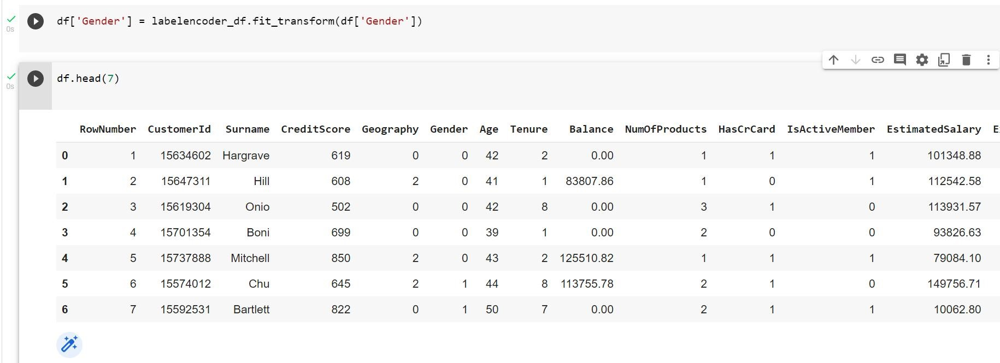 0s
df['Gender'] = labelencoder_df.fit_transform(df['Gender'])
0s
df.head(7)
RowNumber CustomerId Surname CreditScore Geography Gender Age Tenure Balance NumOfProducts HasCrCard IsActiveMember EstimatedSalary
0 1 15634602 Hargrave 619 0 0 42 2 0.00 1 1 1 101348.88
1 2 15647311 Hill 608 2 0 41 1 83807.86 1 0 1 112542.58
2 3 15619304 Onio 502 0 0 42 8 0.00 3 1 0 113931.57
3 4 15701354 Boni 699 0 0 39 1 0.00 2 0 0 93826.63
4 5 15737888 Mitchell 850 2 0 43 2 125510.82 1 1 1 79084.10
5 6 15574012 Chu 645 2 1 44 8 113755.78 2 1 0 149756.71
6 7 15592531 Bartlett 822 0 1 50 7 0.00 2 1 1 10062.80